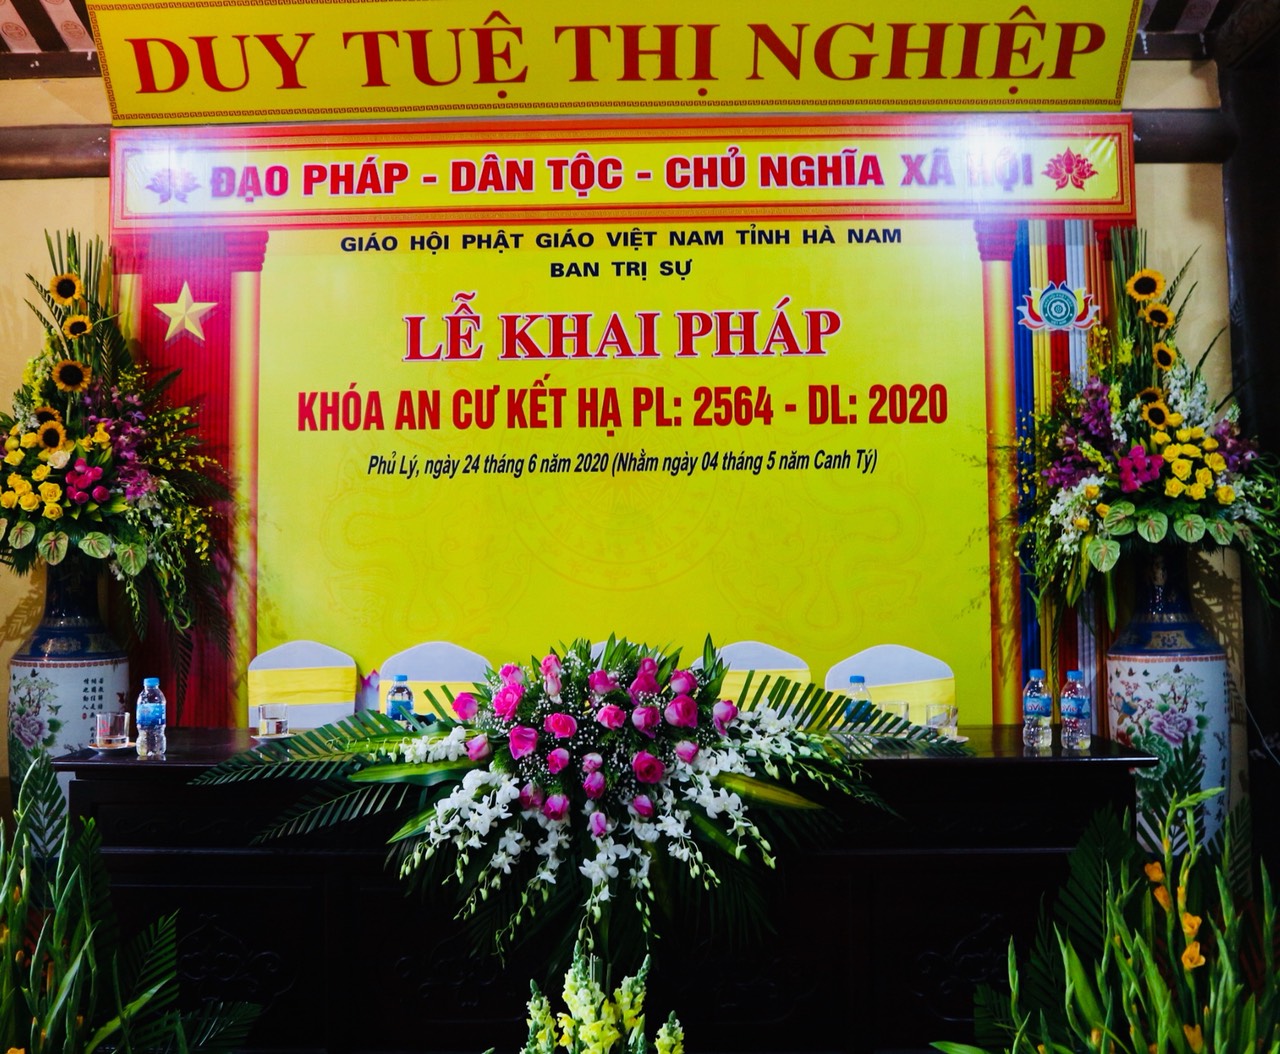 DUY TUỆ THỊ NGHIỆP
ĐẠO PHÁP - DÂN TỘC - CHỦ NGHĨA XÃ HỘI
GIÁO HỘI PHẬT GIÁO VIỆT NAM TỈNH HÀ NAM
BAN TRỊ SỰ
LỄ KHAI PHÁP
KHÓA AN CƯ KẾT HẠ PL: 2564 - DL: 2020
Phủ Lý, ngày 24 tháng 6 năm 2020 (Nhằm ngày 04 tháng 5 năm Canh Tý)